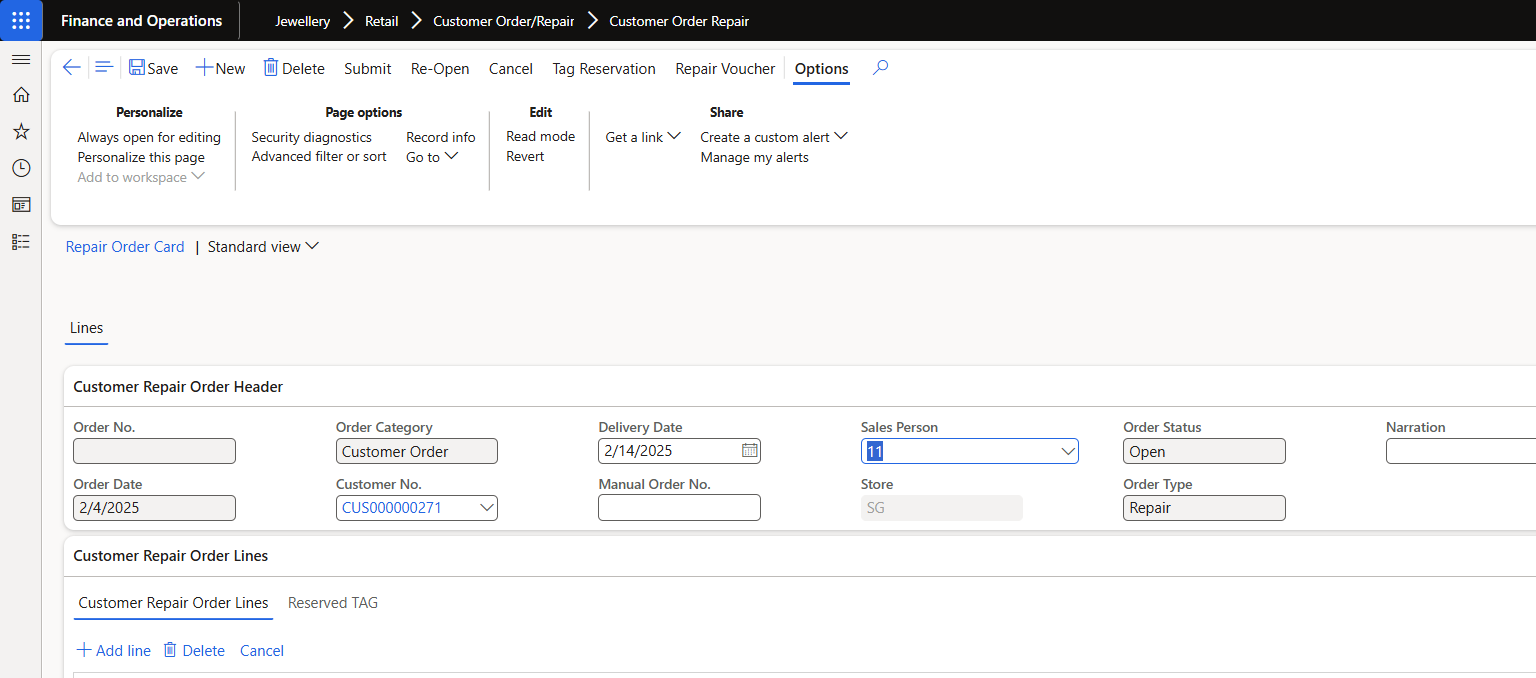 Finance and Operations Jewellery Retail Customer Order/Repair Customer Order Repair
Save New Delete Submit Re-Open Cancel Tag Reservation Repair Voucher Options
Personalize Page options Edit Share
Always open for editing Security diagnostics Record info Read mode Get a link Create a custom alert
Personalize this page Advanced filter or sort Go to Revert Manage my alerts
Add to workspace
Repair Order Card | Standard view
Lines
Customer Repair Order Header
Order No. Order Category Delivery Date Sales Person Order Status Narration
Customer Order 2/14/2025 11 Open
Order Date Customer No. Manual Order No. Store Order Type
2/4/2025 CUS000000271 SG Repair
Customer Repair Order Lines
Customer Repair Order Lines Reserved TAG
Add line Delete Cancel